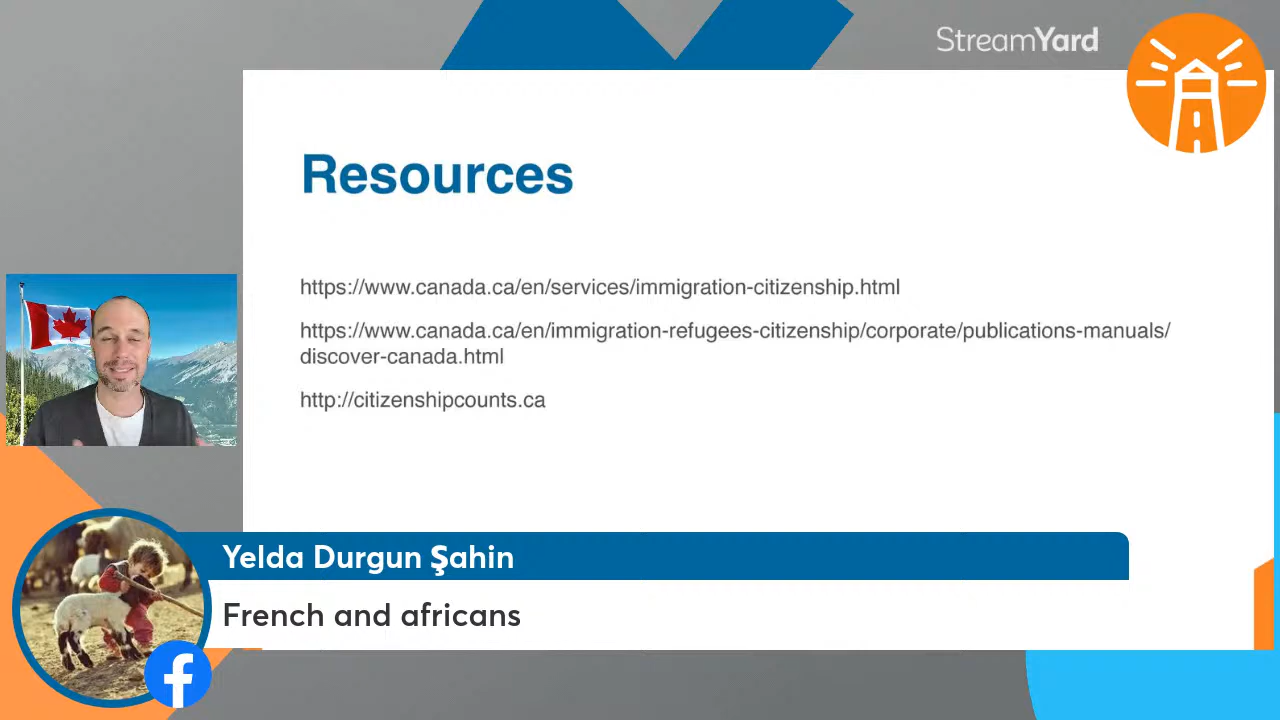 StreamYard
Resources
https://www.canada.ca/en/services/immigration-citizenship.html
https://www.canada.ca/en/immigration-refugees-citizenship/corporate/publications-manuals/
discover-canada.html
http://citizenshipcounts.ca
Yelda Durgun Şahin
French and africans